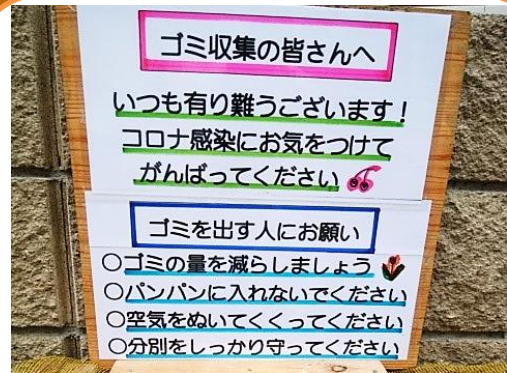 ゴミ収集の皆さんへ
いつも有り難うございます！
コロナ感染にお気をつけて
がんばってください
ゴミを出す人にお願い
○ゴミの量を減らしましょう
○パンパンに入れないでください
○空気をぬいてくくってください
○分別をしっかり守ってください